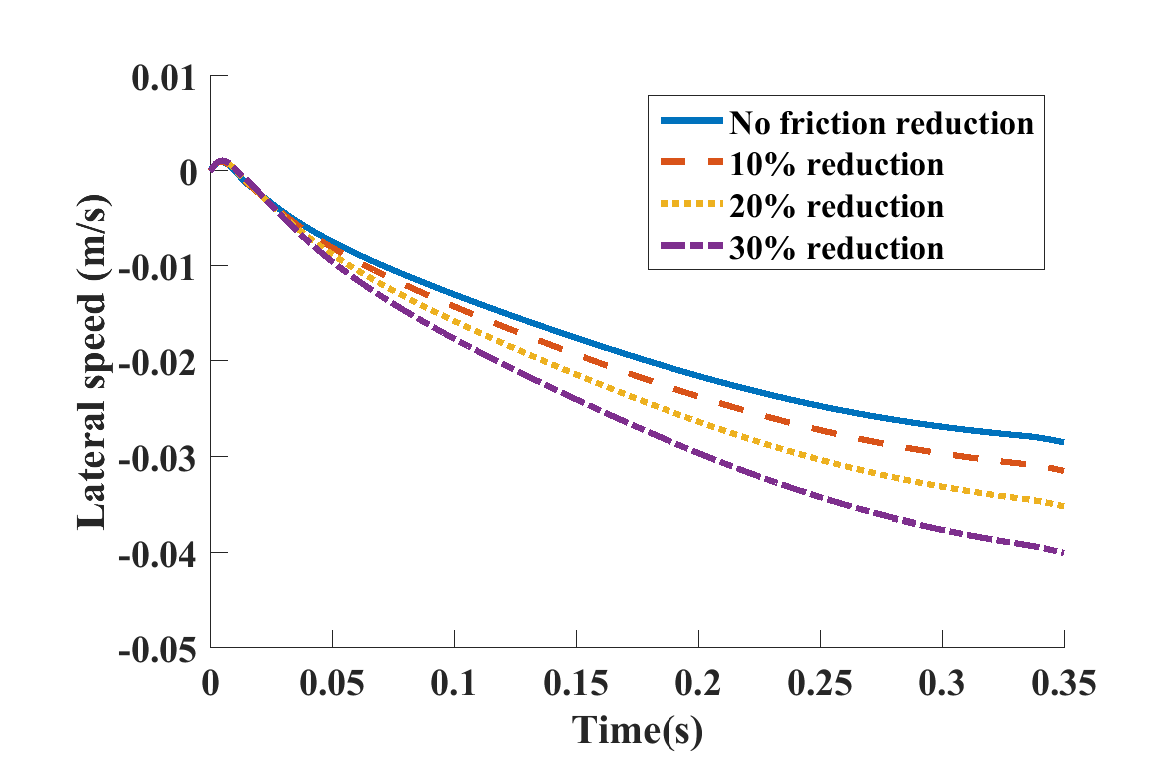 0.01
0
-0.01
-0.02
-0.03
-0.04
-0.05
Lateral speed (m/s)
No friction reduction
10% reduction
20% reduction
30% reduction
0 0.05 0.1 0.15 0.2 0.25 0.3 0.35
Time(s)